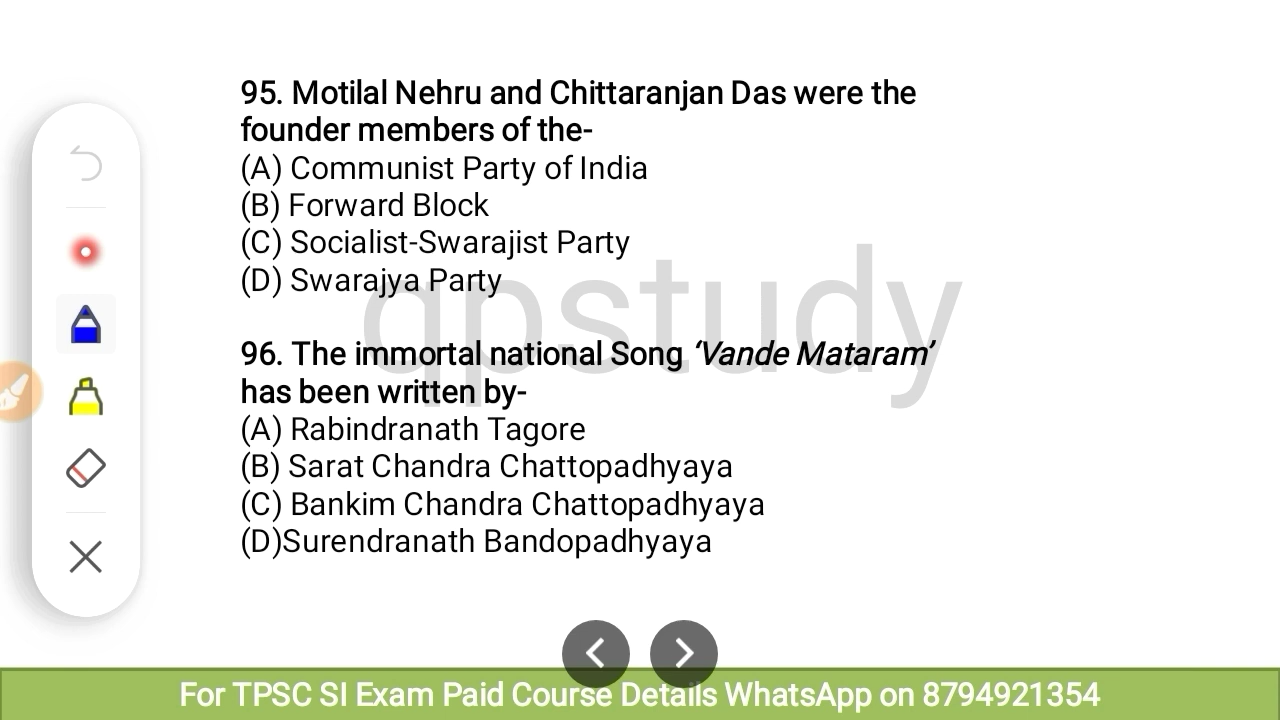 95. Motilal Nehru and Chittaranjan Das were the
founder members of the-
(A) Communist Party of India
(B) Forward Block
(C) Socialist-Swarajist Party
(D) Swarajya Party
qpstudy
96. The immortal national Song ‘Vande Mataram’
has been written by-
(A) Rabindranath Tagore
(B) Sarat Chandra Chattopadhyaya
(C) Bankim Chandra Chattopadhyaya
(D)Surendranath Bandopadhyaya
For TPSC SI Exam Paid Course Details WhatsApp on 8794921354